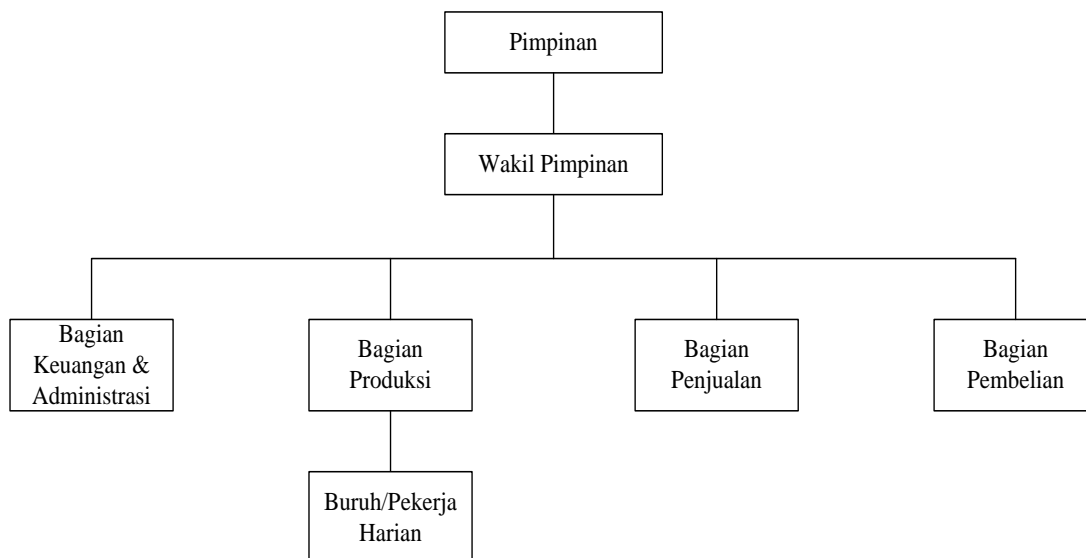 Pimpinan
Wakil Pimpinan
Bagian
Keuangan &
Administrasi
Bagian
Produksi
Bagian
Penjualan
Bagian
Pembelian
Buruh/Pekerja
Harian